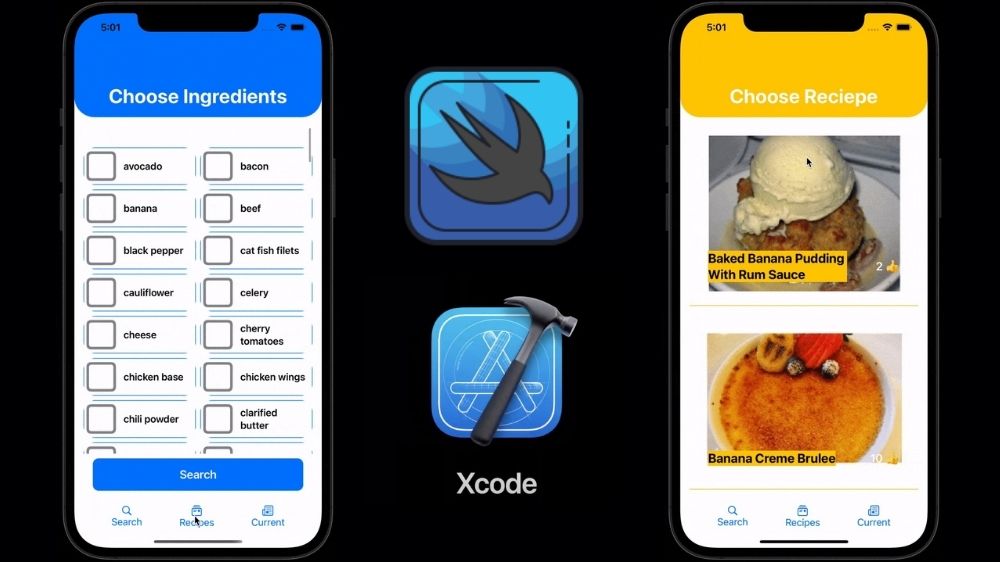 5:01
Choose Ingredients
avocado
bacon
banana
beef
black pepper
cat fish filets
cauliflower
celery
cheese
cherry
tomatoes
chicken base
chicken wings
chili powder
clarified
butter
Search
Search
Recipes
Current
Xcode
5:01
Choose Reciepe
Baked Banana Pudding
With Rum Sauce
2 👍
Banana Creme Brulee
10 👍
Search
Recipes
Current